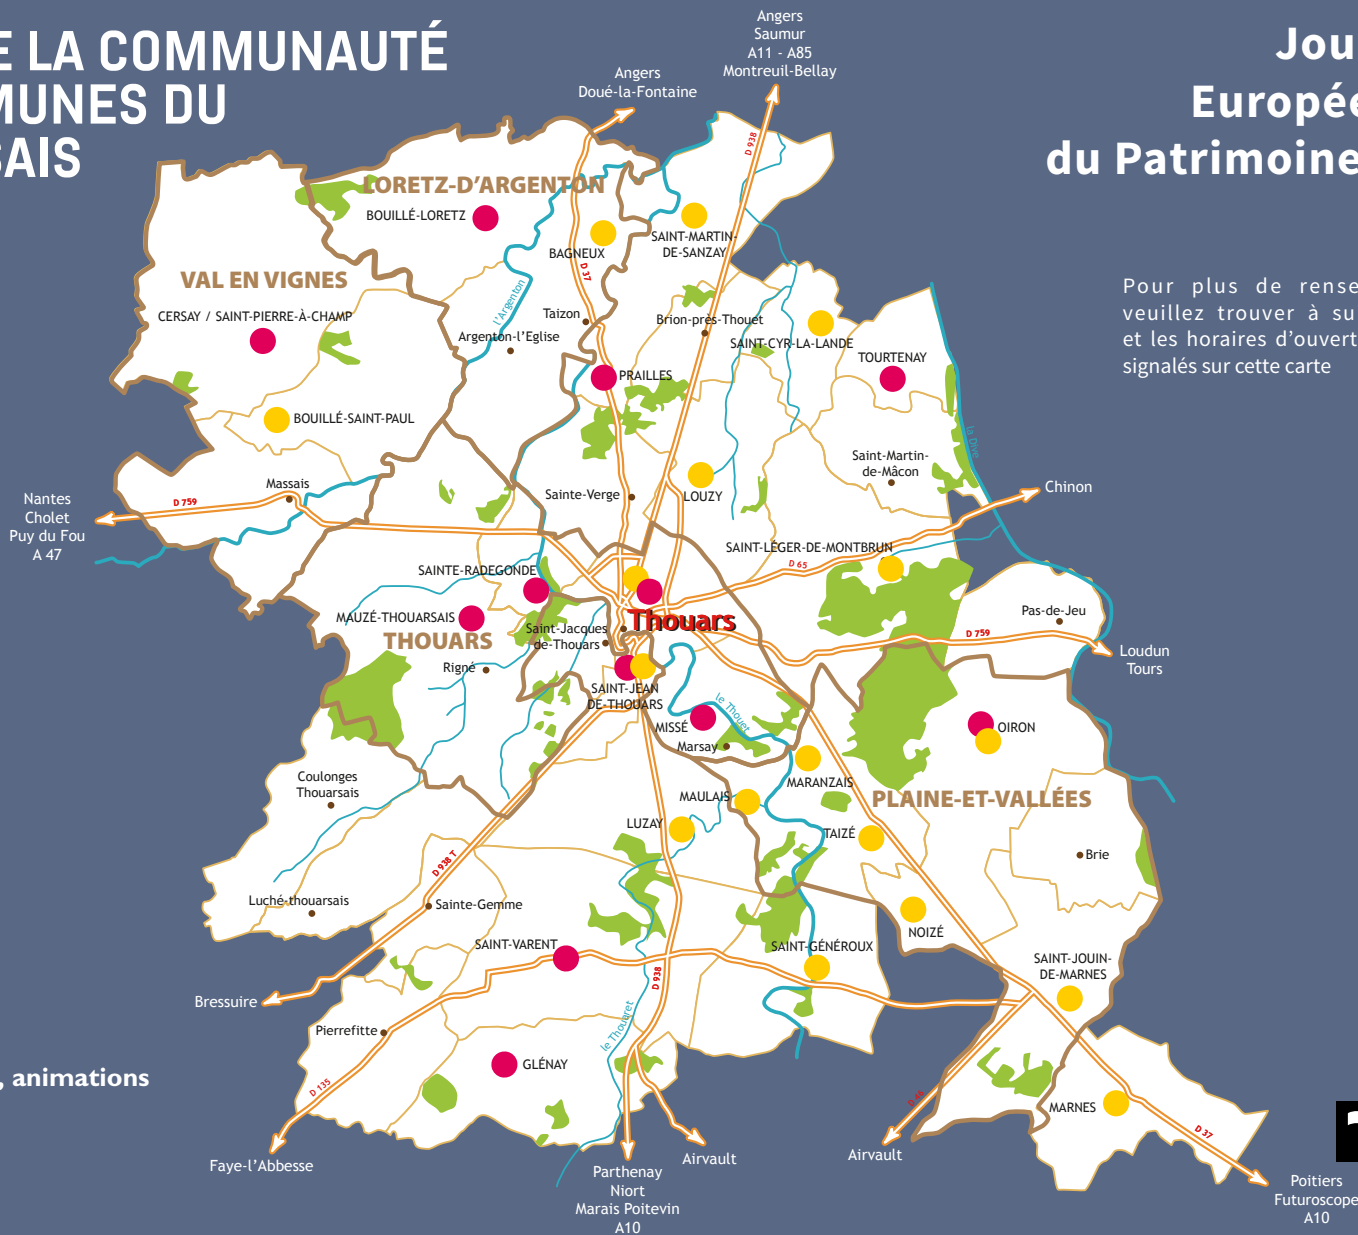 E LA COMMUNAUTÉ
MUNES DU
SAIS
Angers
Saumur
A11 - A85
Montreuil-Bellay
Angers
Doué-la-Fontaine
Jou
Europée
du Patrimoine
Pour plus de rense
veuillez trouver à su
et les horaires d'ouvert
signalés sur cette carte
D 938
LORETZ-D'ARGENTON
BOUILLÉ-LORETZ
BAGNEUX
SAINT-MARTIN-
DE-SANZAY
D 37
VAL EN VIGNES
CERSAY / SAINT-PIERRE-À-CHAMP
l'Argenton
Taizon
Argenton-l'Eglise
Brion-près-Thouet
SAINT-CYR-LA-LANDE
TOURTENAY
PRAILLES
BOUILLÉ-SAINT-PAUL
la Dive
Saint-Martin-
de-Mâcon
Massais
D 759
Nantes
Cholet
Puy du Fou
A 47
Sainte-Verge
LOUZY
Chinon
SAINT-LÉGER-DE-MONTBRUN
D 65
SAINTE-RADEGONDE
MAUZÉ-THOUARSAIS
THOUARS
Thouars
Saint-Jacques
de-Thouars
Rigné
Pas-de-Jeu
D 759
Loudun
Tours
SAINT-JEAN
DE-THOUARS
MISSÉ
le Thouet
Marsay
OIRON
Coulonges
Thouarsais
MAULAIS
MARANZAIS
PLAINE-ET-VALLÉES
LUZAY
TAIZÉ
Brie
D 938 T
Luché-thouarsais
Sainte-Gemme
NOIZÉ
SAINT-VARENT
SAINT-GÉNÉROUX
SAINT-JOUIN-
DE-MARNES
D 938
Bressuire
Pierrefitte
le Thouaret
GLÉNAY
, animations
D 135
D 46
MARNES
D 37
Faye-l'Abbesse
Airvault
Airvault
Parthenay
Niort
Marais Poitevin
A10
Poitiers
Futuroscope
A10